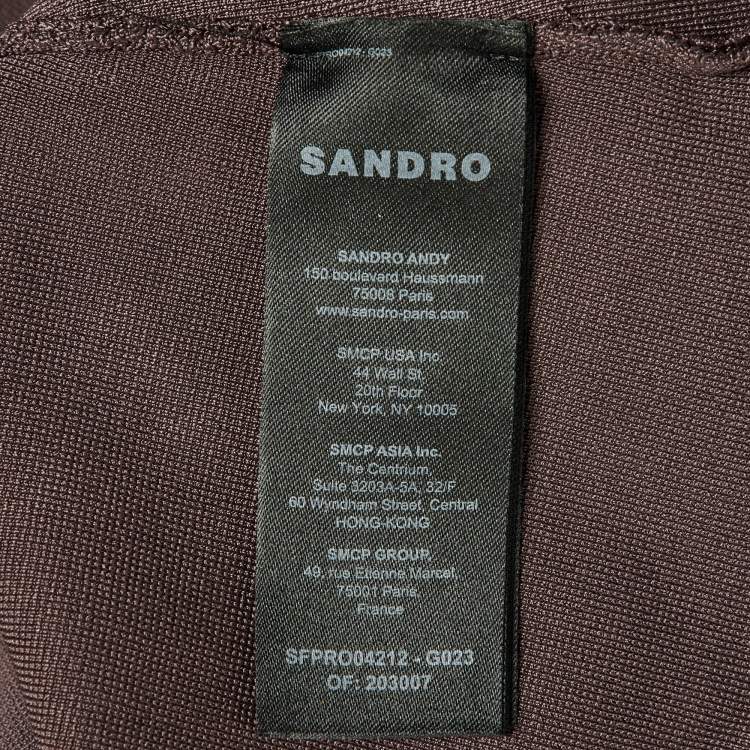 PRO04212 - G023
SANDRO
SANDRO ANDY
150 boulevard Haussmann
75008 Paris
www.sandro-paris.com
SMCP USA Inc.
44 Wall St
20th Floor
New York, NY 10005
SMCP ASIA Inc.
The Centrium,
Suite 3203A-5A, 32/F
60 Wyndham Street, Central
HONG-KONG
SMCP GROUP.
49, rue Etienne Marcel,
75001 Paris,
France
SFPRO04212 - G023
OF: 203007